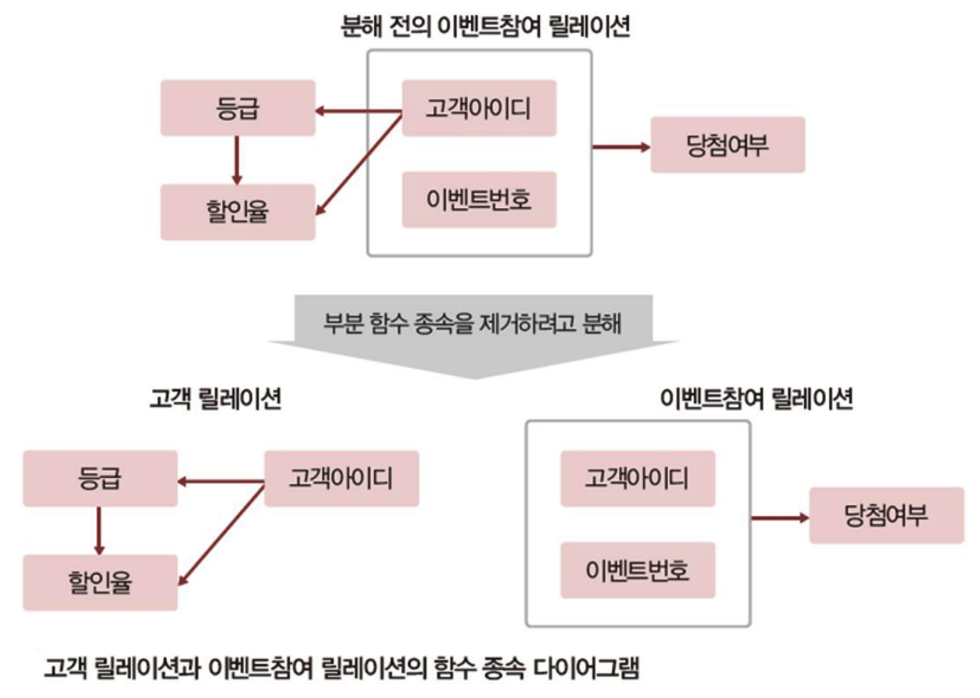 분해 전의 이벤트참여 릴레이션
등급
고객아이디
당첨여부
할인율
이벤트번호
부분 함수 종속을 제거하려고 분해
고객 릴레이션
이벤트참여 릴레이션
등급
고객아이디
할인율
고객아이디
당첨여부
이벤트번호
고객 릴레이션과 이벤트참여 릴레이션의 함수 종속 다이어그램